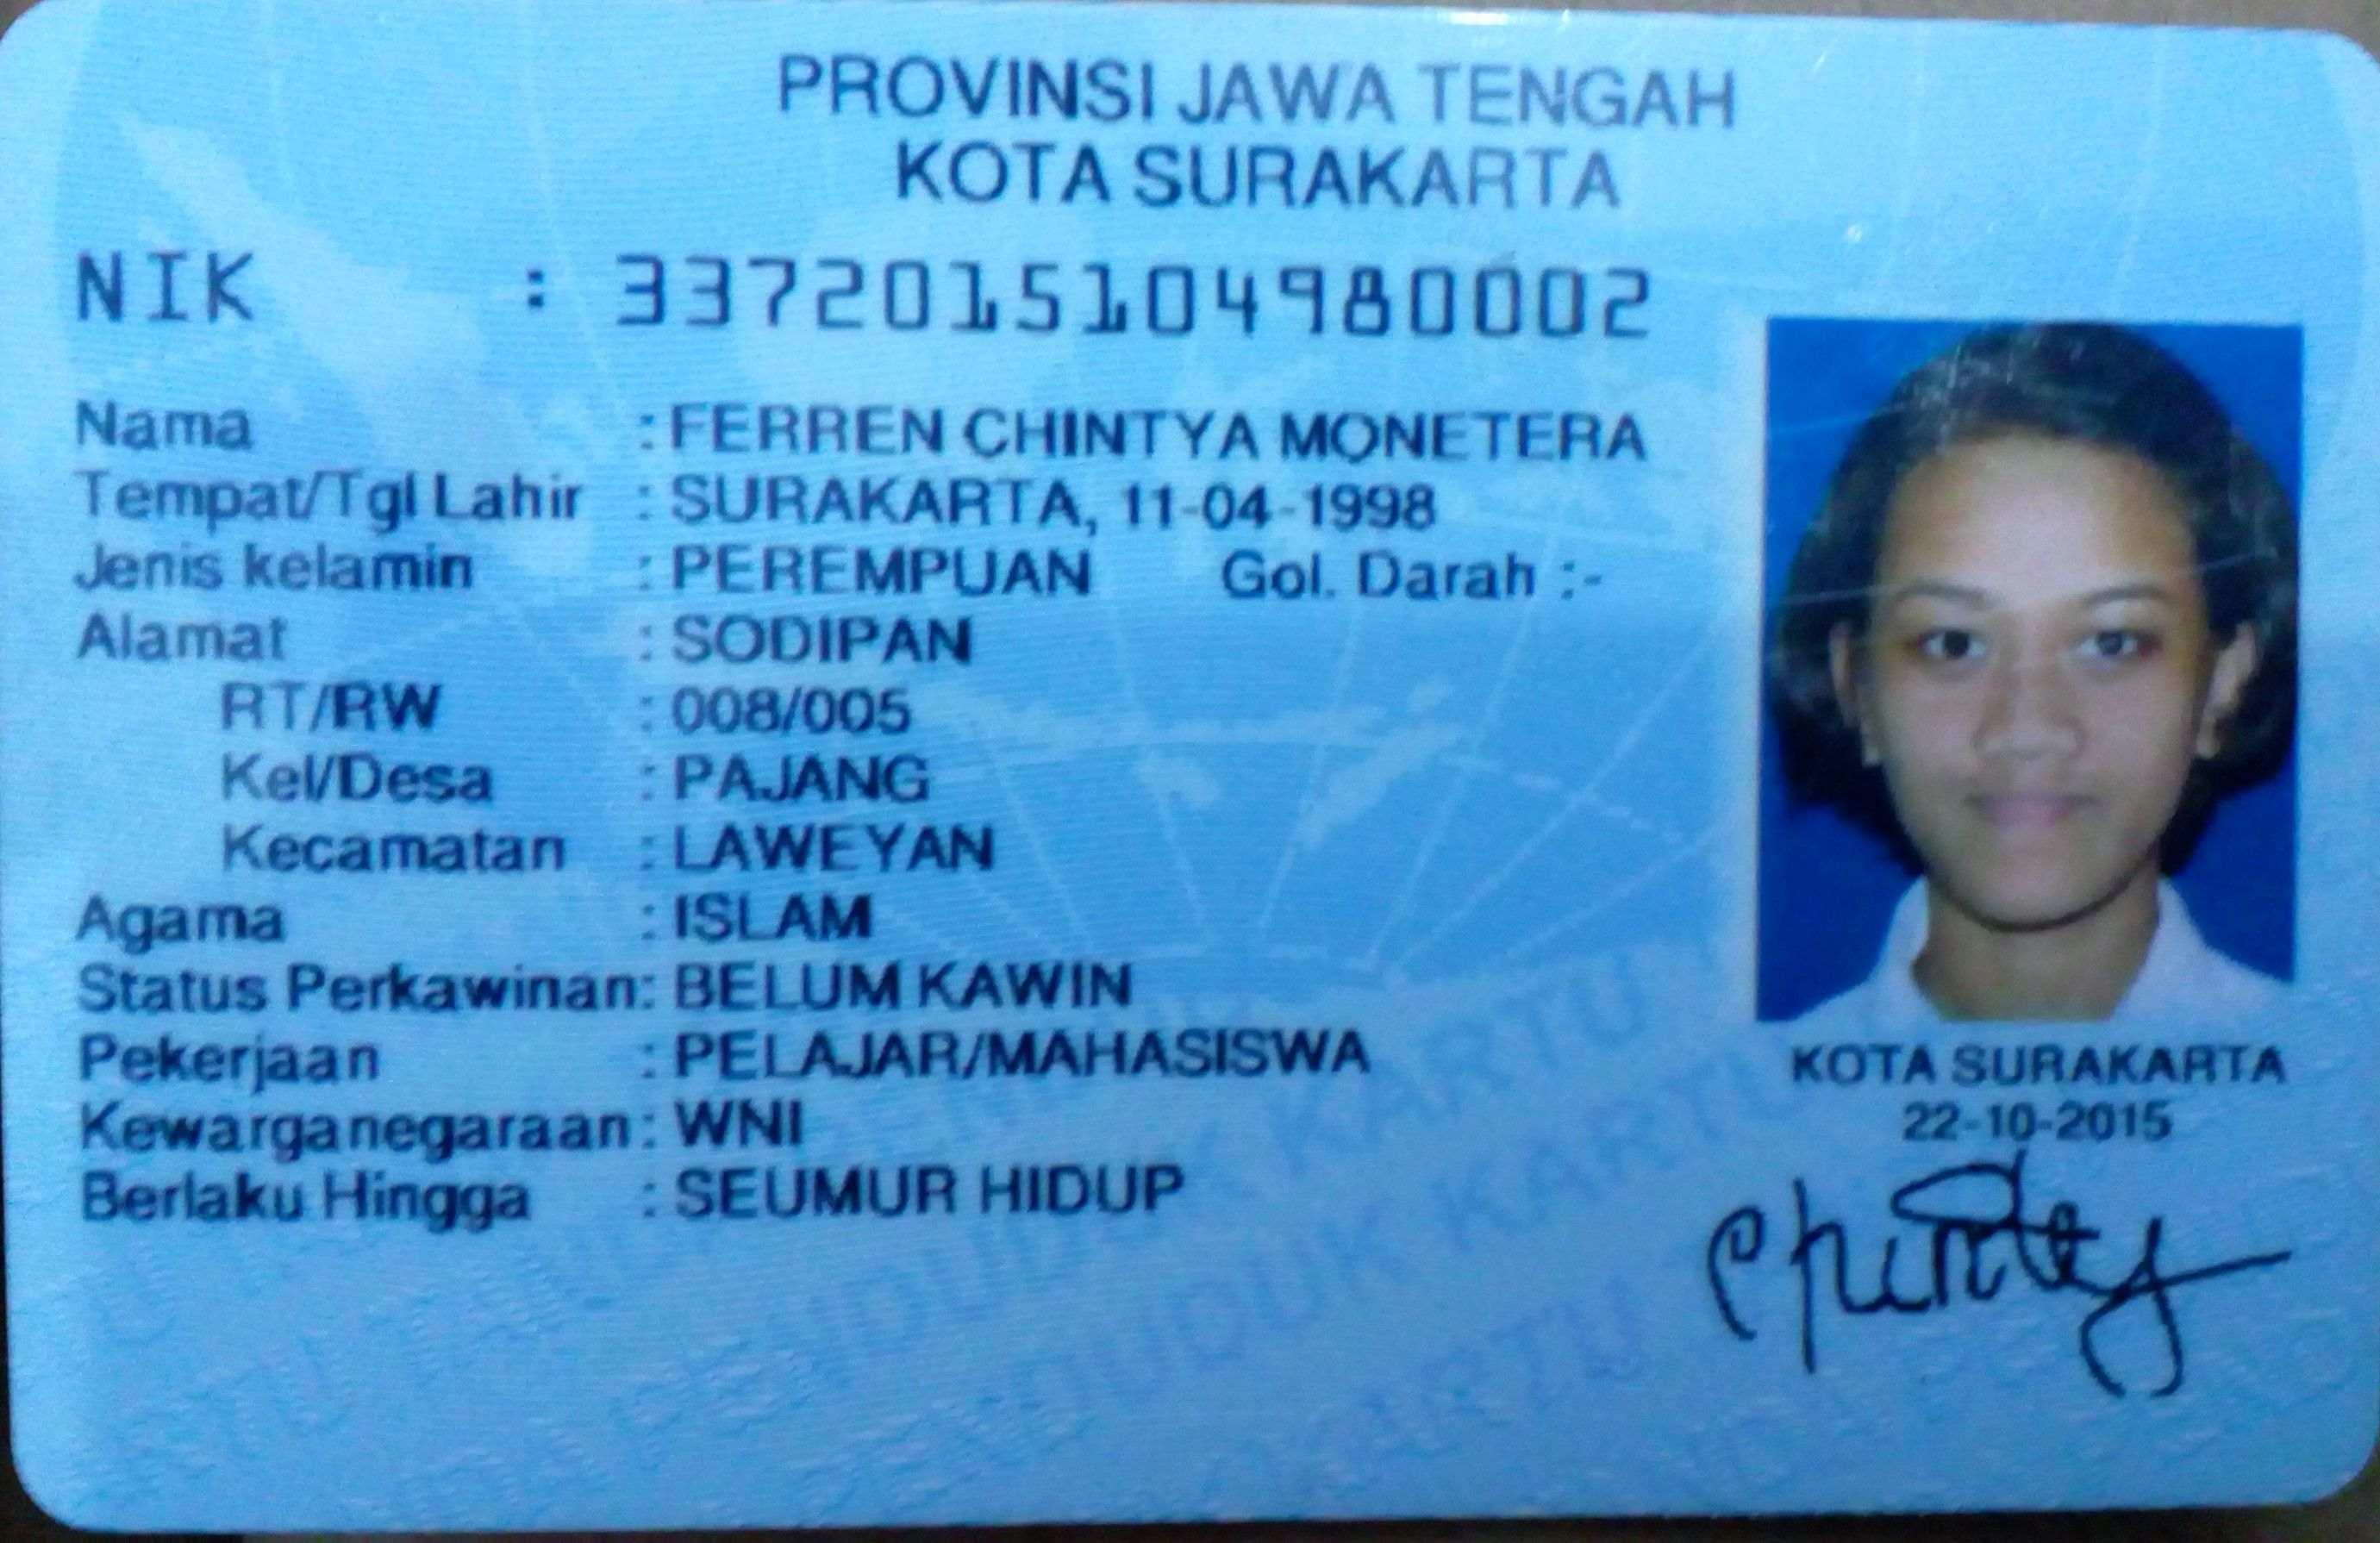 PROVINSI JAWA TENGAH
KOTA SURAKARTA
NIK : 3372015104980002
Nama : FERREN CHINTYA MONETERA
Tempat/Tgl Lahir : SURAKARTA, 11-04-1998
Jenis kelamin : PEREMPUAN Gol. Darah :-
Alamat : SODIPAN
RT/RW : 008/005
Kel/Desa : PAJANG
Kecamatan : LAWEYAN
Agama : ISLAM
Status Perkawinan: BELUM KAWIN
Pekerjaan : PELAJAR/MAHASISWA
Kewarganegaraan: WNI
Berlaku Hingga : SEUMUR HIDUP
KOTA SURAKARTA
22-10-2015